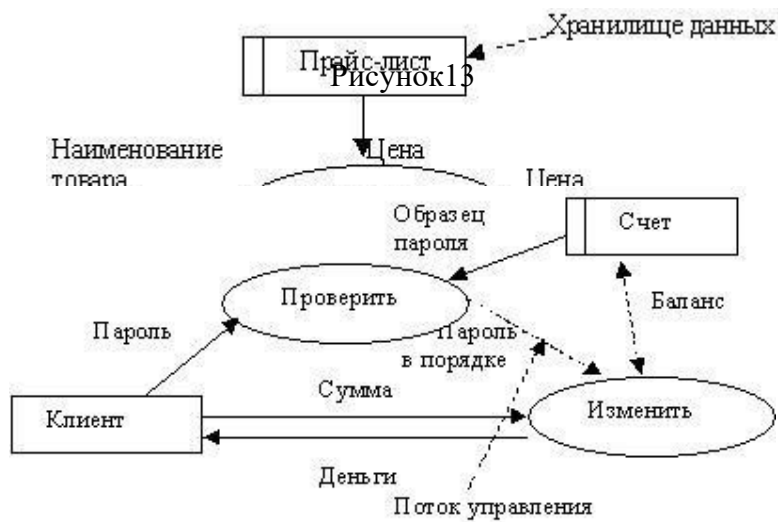 Хранилище данных
Прайс-лист
Рисунок13
Наименование
товара
Цена
Цена
Образец
пароля
Счет
Проверить
Баланс
Пароль
Пароль
в порядке
Сумма
Клиент
Изменить
Деньги
Поток управления